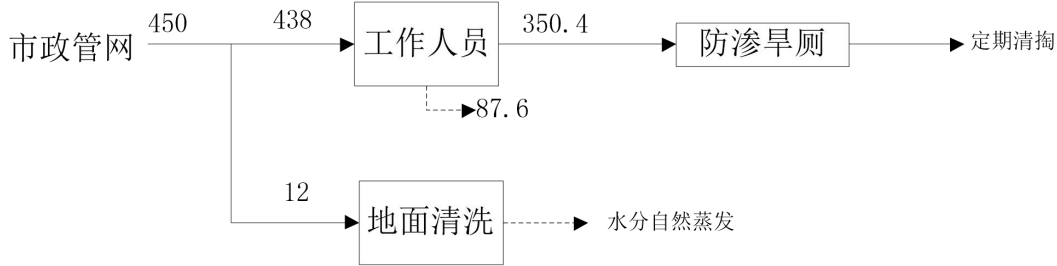 450
438
350.4
市政管网
工作人员
防渗旱厕
定期清掏
87.6
12
地面清洗
水分自然蒸发